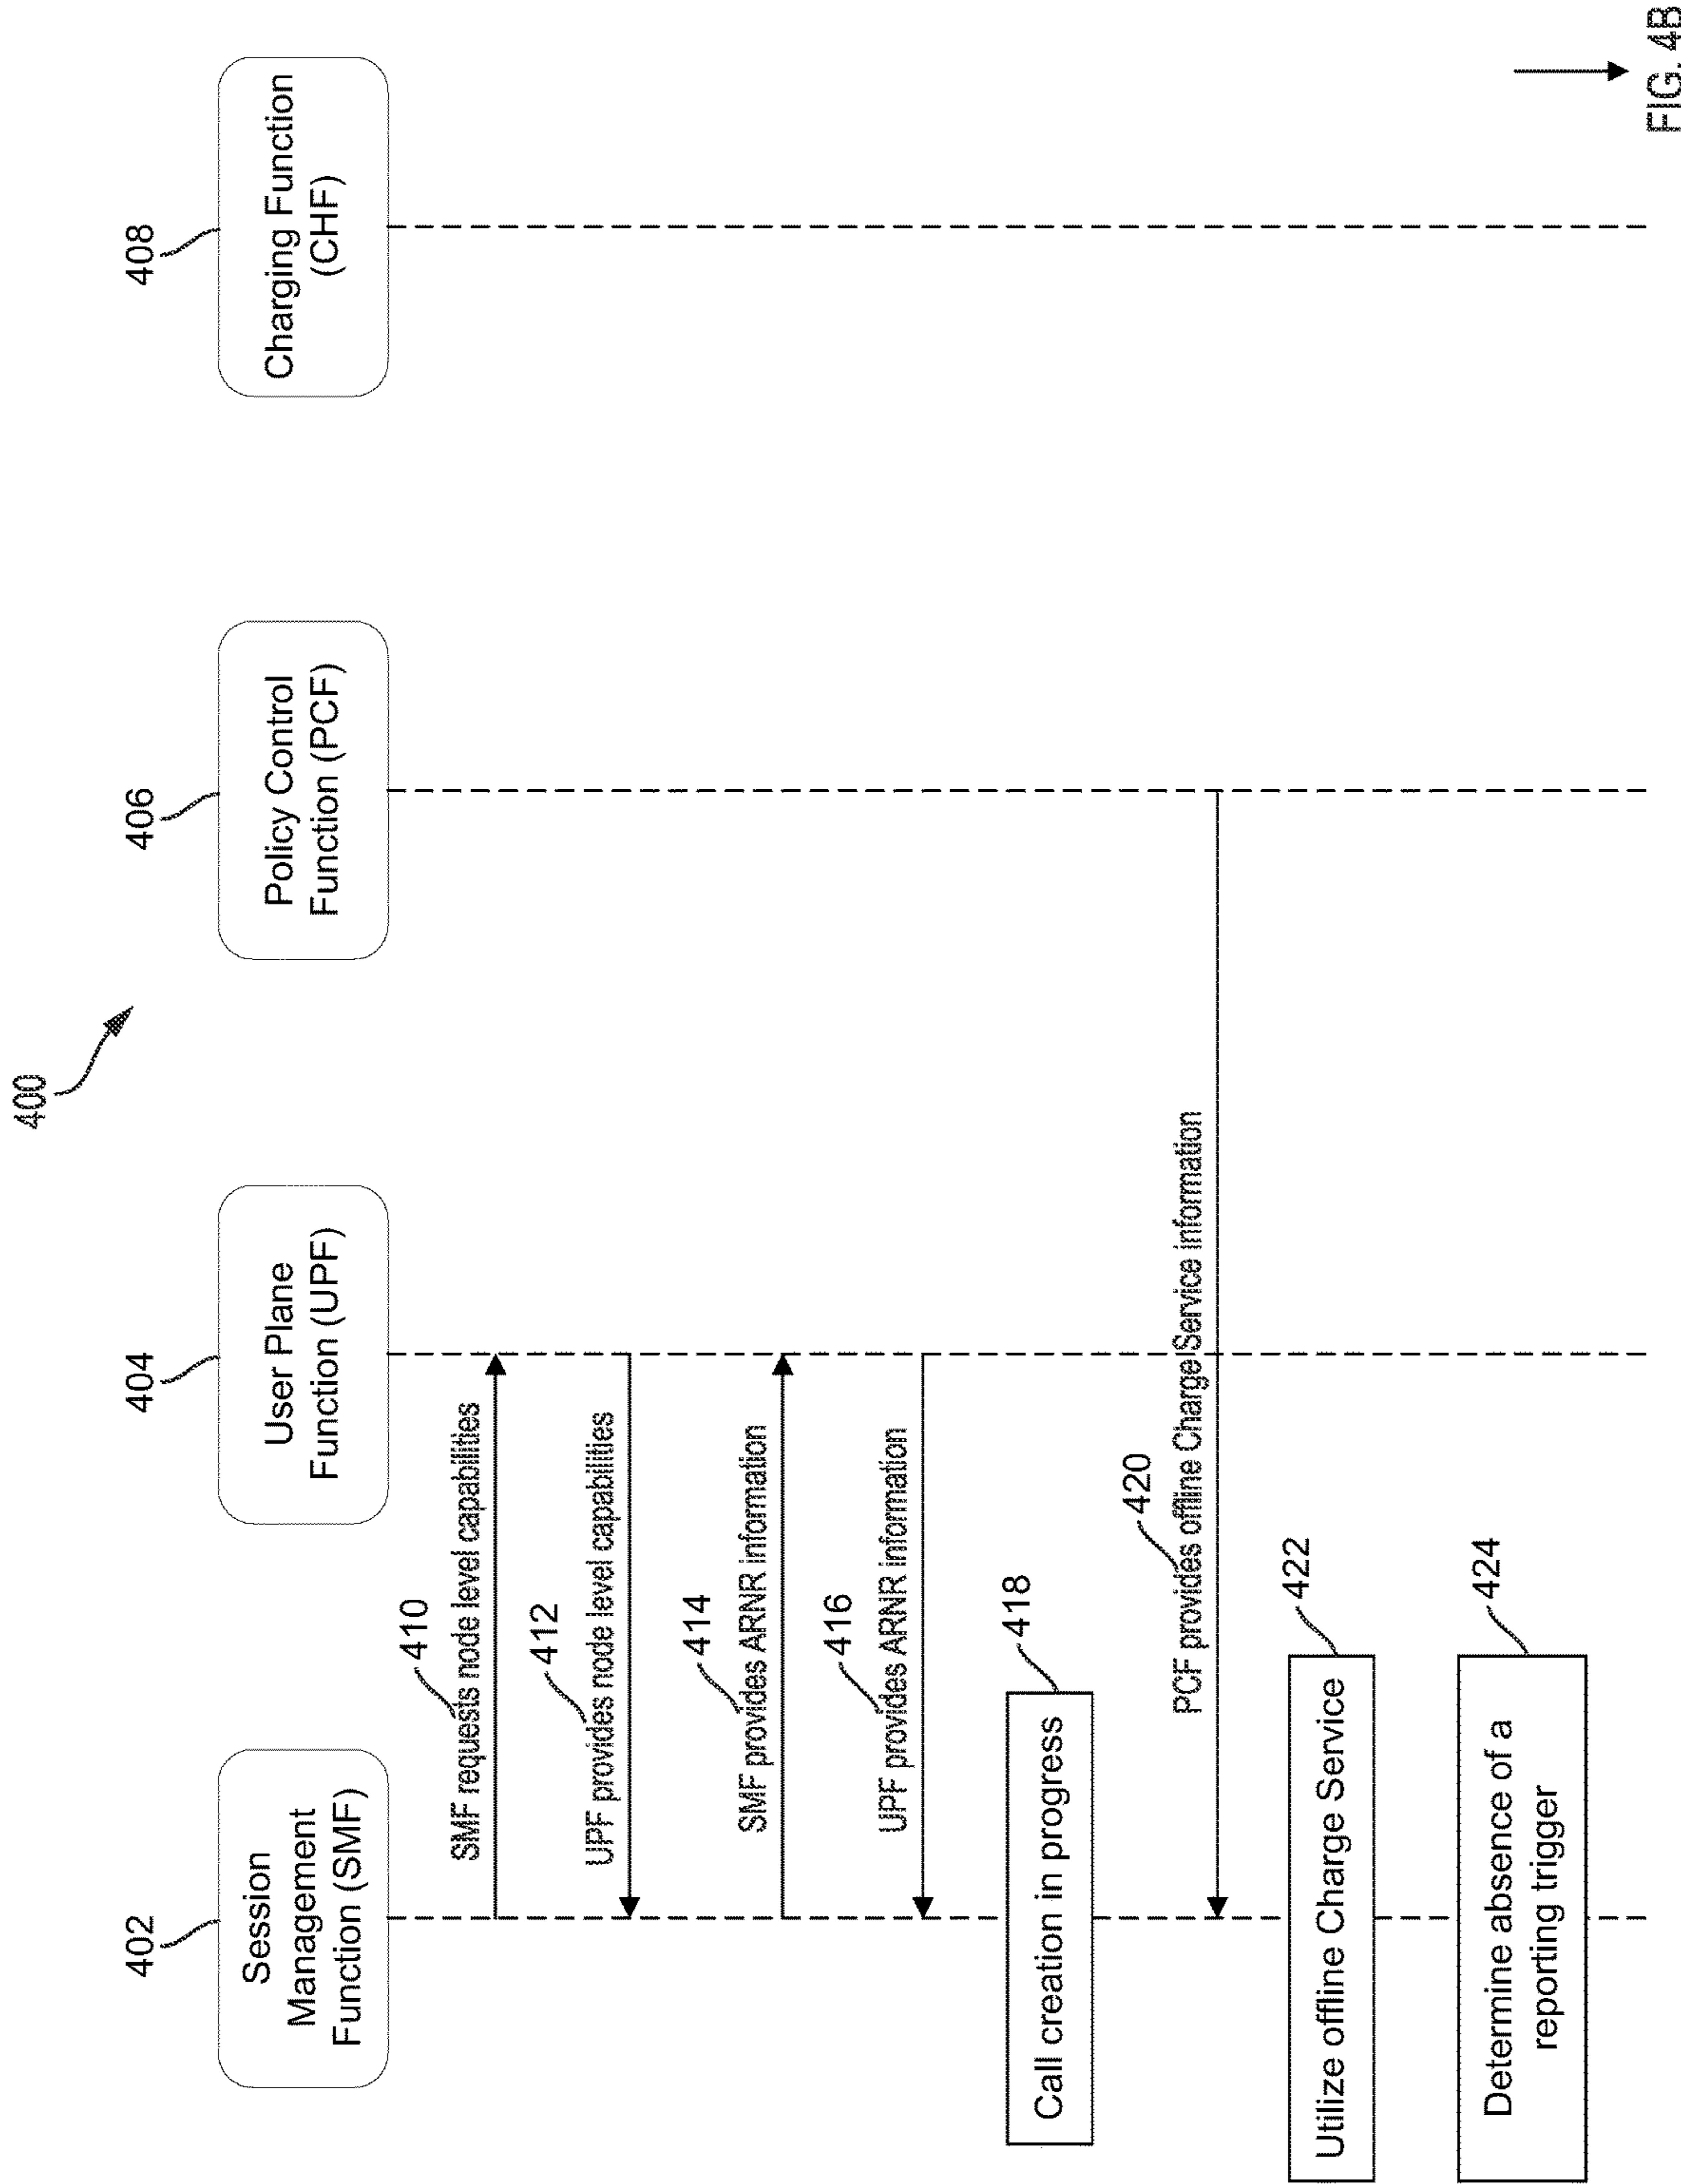 400
402
404
406
408
Session
Management
Function (SMF)
User Plane
Function (UPF)
Policy Control
Function (PCF)
Charging Function
(CHF)
410
SMF requests node level capabilities
412
UPF provides node level capabilities
414
SMF provides ARNR information
416
UPF provides ARNR information
418
Call creation in progress
420
PCF provides offline Charge Service information
422
Utilize offline Charge Service
424
Determine absence of a
reporting trigger
FIG. 4B